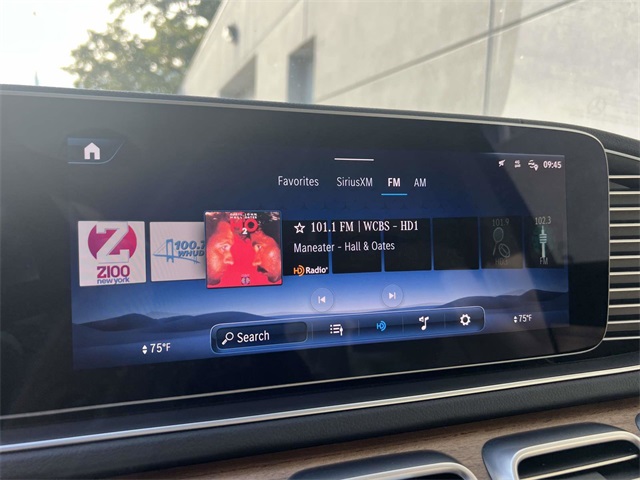 09:45
Favorites SiriusXM FM AM
Z100
new york
100.7
WHUD
2
☆ 101.1 FM | WCBS - HD1
Maneater - Hall & Oates
HD Radio
101.9
102.3
FM
75°F
Search
75°F